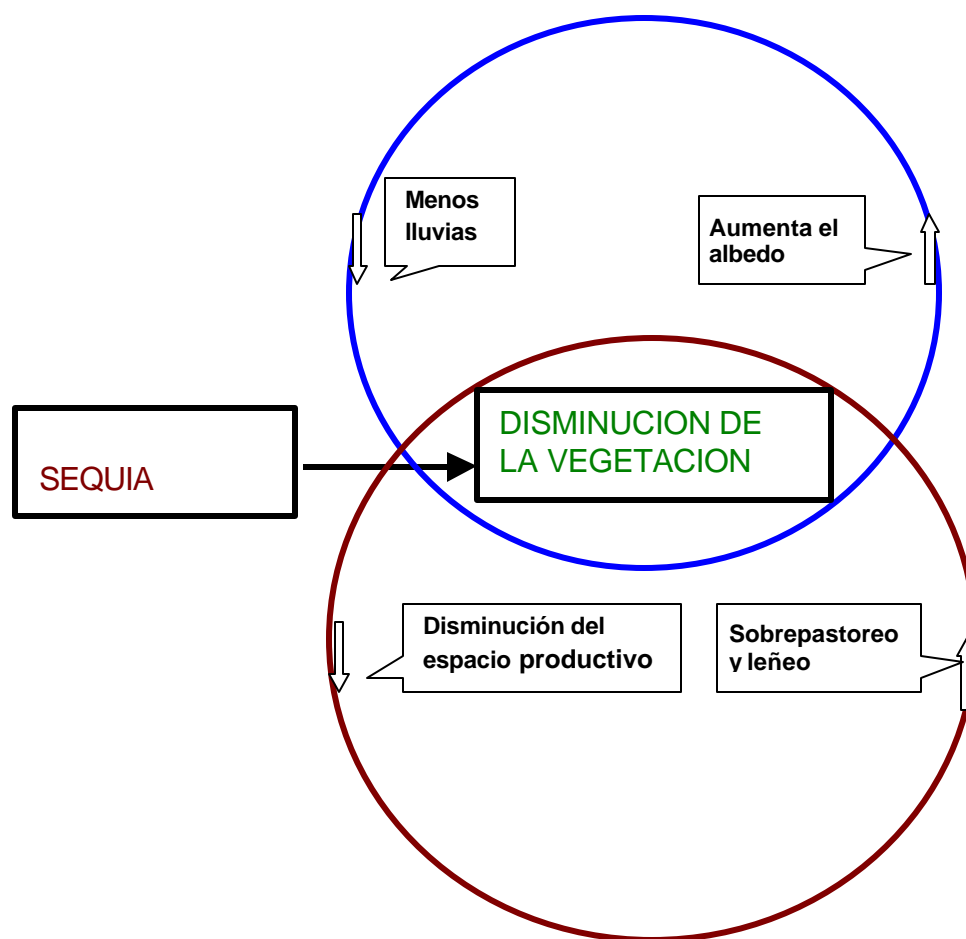 Menos
lluvias
Aumenta el
albedo
SEQUIA
DISMINUCION DE
LA VEGETACION
Disminución del
espacio productivo
Sobrepastoreo
y leñeo